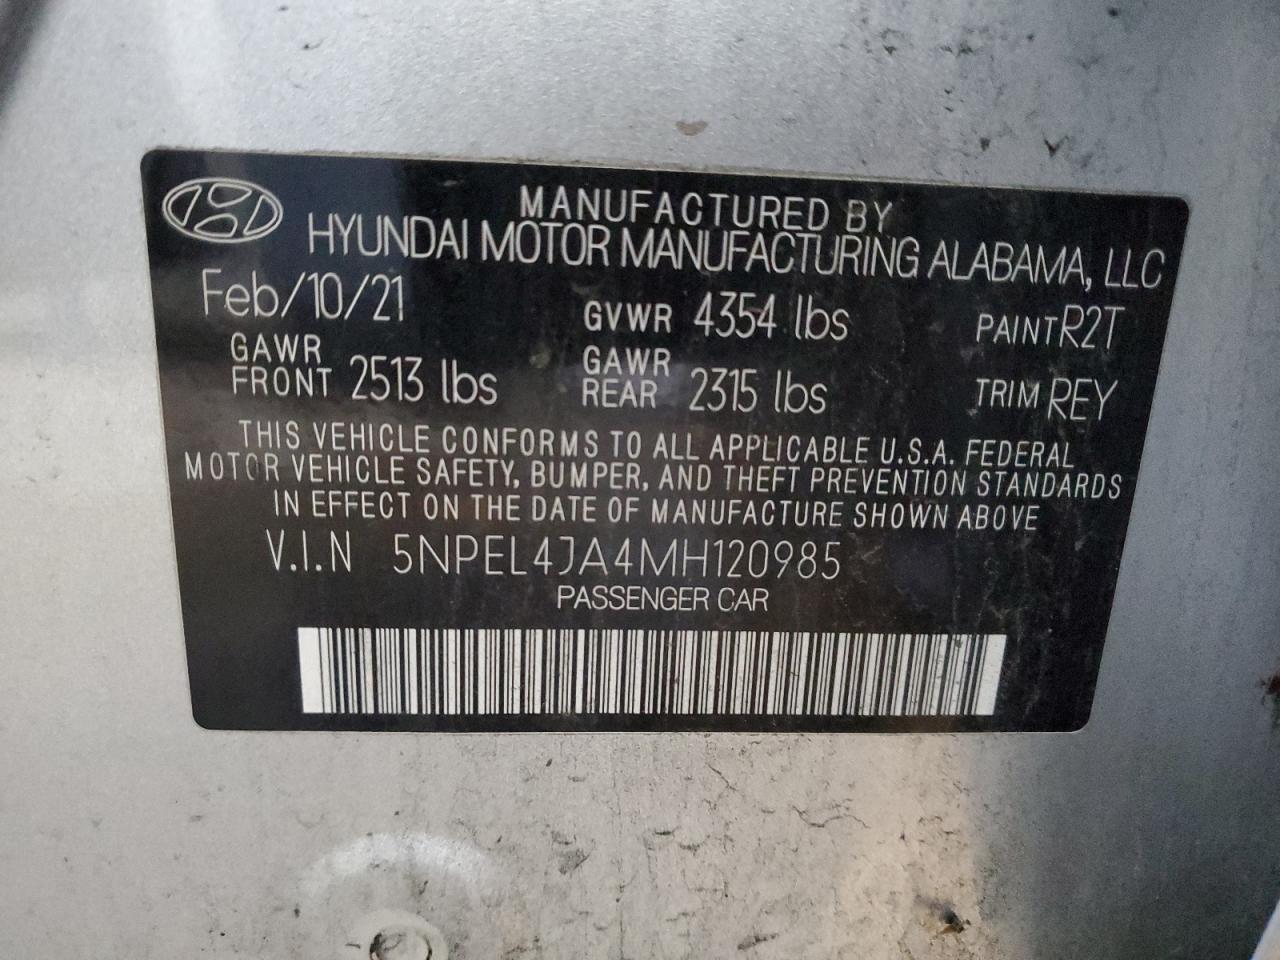 MANUFACTURED BY
HYUNDAI MOTOR MANUFACTURING ALABAMA, LLC
Feb/10/21 GVWR 4354 lbs PAINT R2T
GAWR FRONT 2513 lbs GAWR REAR 2315 lbs TRIM REY
THIS VEHICLE CONFORMS TO ALL APPLICABLE U.S.A. FEDERAL
MOTOR VEHICLE SAFETY, BUMPER, AND THEFT PREVENTION STANDARDS
IN EFFECT ON THE DATE OF MANUFACTURE SHOWN ABOVE
V.I.N 5NPEL4JA4MH120985
PASSENGER CAR